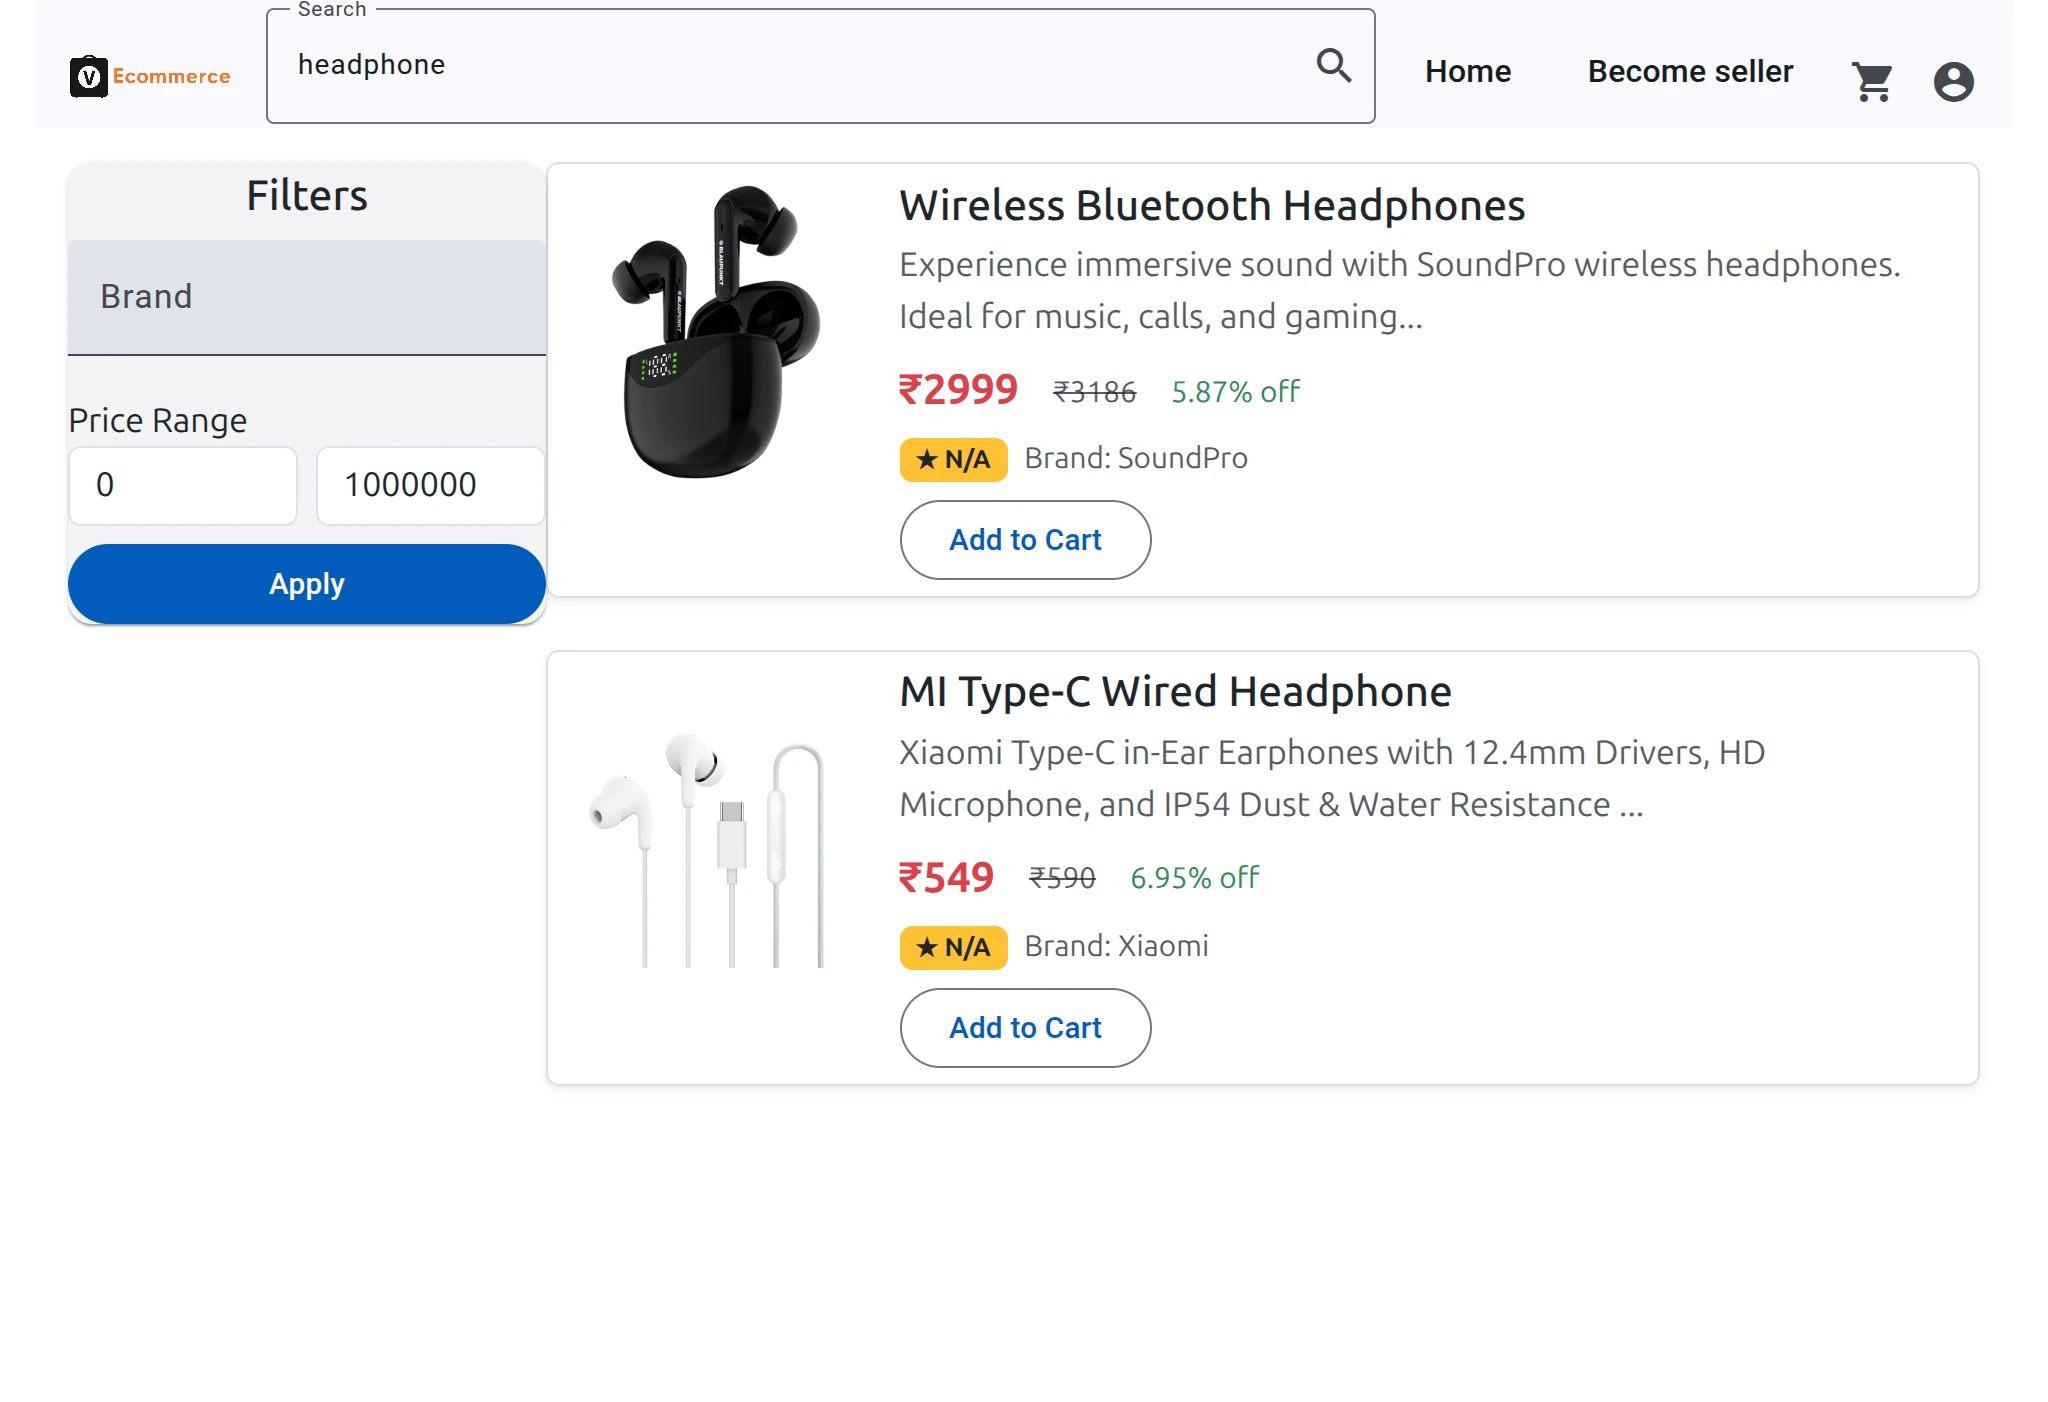 Search
V Ecommerce
headphone
Home
Become seller
Filters
Brand
Price Range
0
1000000
Apply
BLAUPUNKT
BLAUPUNKT
Wireless Bluetooth Headphones
Experience immersive sound with SoundPro wireless headphones.
Ideal for music, calls, and gaming...
₹2999 ₹3186 5.87% off
★ N/A Brand: SoundPro
Add to Cart
MI Type-C Wired Headphone
Xiaomi Type-C in-Ear Earphones with 12.4mm Drivers, HD
Microphone, and IP54 Dust & Water Resistance ...
₹549 ₹590 6.95% off
★ N/A Brand: Xiaomi
Add to Cart